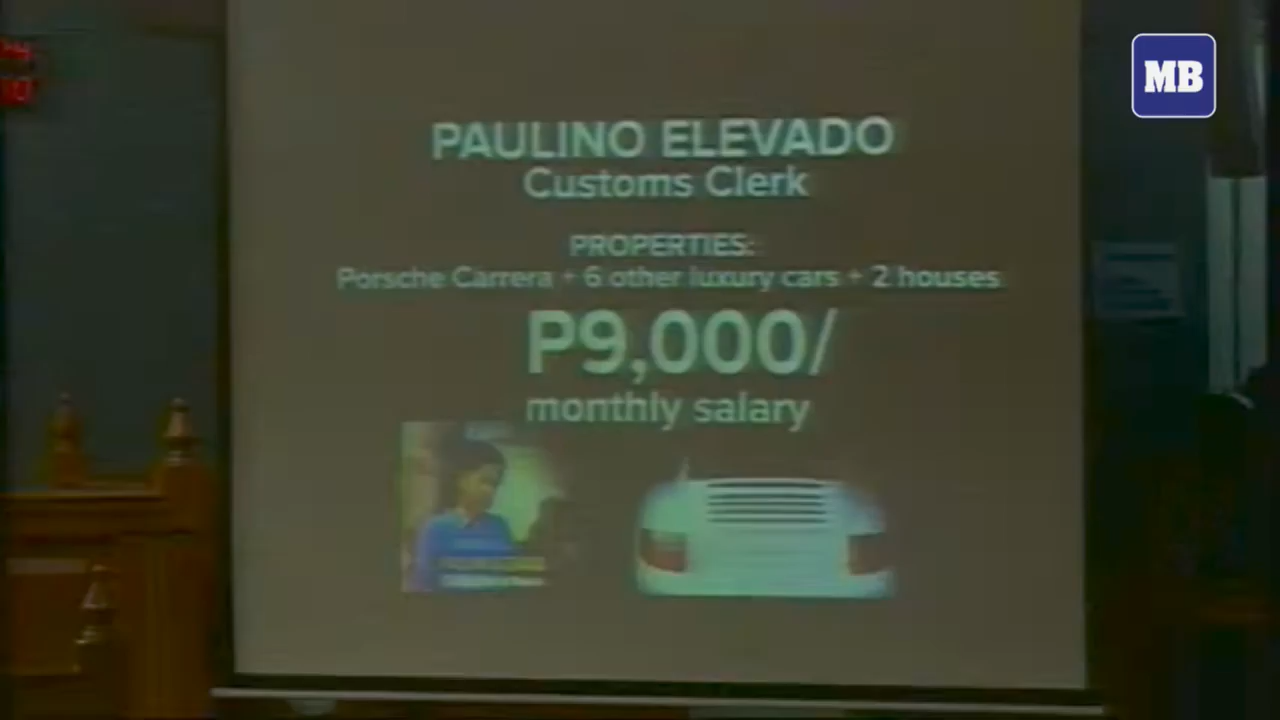 MB
PAULINO ELEVADO
Customs Clerk
PROPERTIES:
Porsche Carrera + 6 other luxury cars + 2 houses
P9,000/
monthly salary